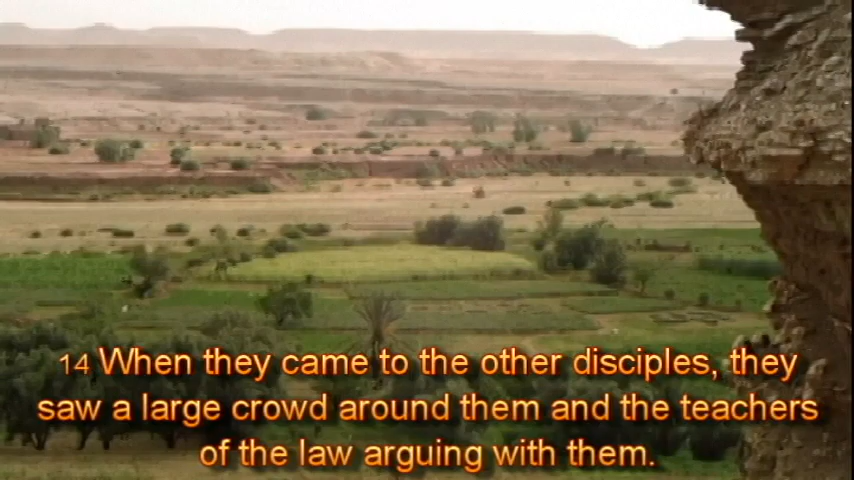 14 When they came to the other disciples, they
saw a large crowd around them and the teachers
of the law arguing with them.